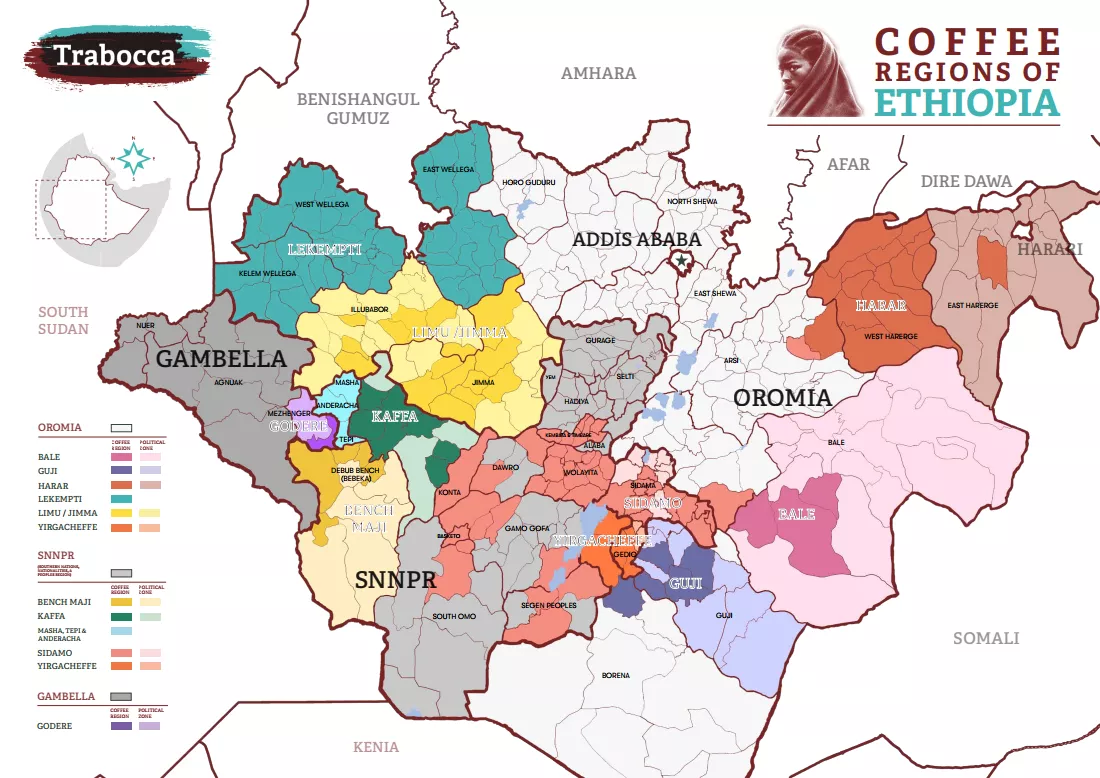 Trabocca
COFFEE
REGIONS OF
ETHIOPIA
AMHARA
BENISHANGUL
GUMUZ
AFAR
DIRE DAWA
HARARI
SOUTH
SUDAN
SOMALI
KENIA
N
W
E
S
EAST WELLEGA
HORO GUDURU
NORTH SHEWA
WEST WELLEGA
LEKEMPTI
KELEM WELLEGA
ADDIS ABABA
EAST SHEWA
ILLUBABOR
LIMU /JIMMA
JIMMA
HARAR
EAST HARERGE
WEST HARERGE
NUER
GAMBELLA
AGNUAK
MEZHENGER
GODERE
MASHA
ANDERACHA
TEPI
KAFFA
GURAGE
YEM
SELTI
HADIYA
ARSI
OROMIA
KEMBATA & TIMBARO
ALABA
DEBUB BENCH
(BEBEKA)
BENCH
MAJI
KONTA
DAWRO
WOLAYITA
SIDAMA
SIDAMO
BALE
BALE
BASKETO
GAMO GOFA
YIRGACHEFFE
GEDIO
GUJI
GUJI
SNNPR
SOUTH OMO
SEGEN PEOPLES
BORENA
OROMIA
COFFEE
REGION
POLITICAL
ZONE
BALE
GUJI
HARAR
LEKEMPTI
LIMU / JIMMA
YIRGACHEFFE
SNNPR
(SOUTHERN NATIONS,
NATIONALITIES, &
PEOPLES REGION)
COFFEE
REGION
POLITICAL
ZONE
BENCH MAJI
KAFFA
MASHA, TEPI &
ANDERACHA
SIDAMO
YIRGACHEFFE
GAMBELLA
COFFEE
REGION
POLITICAL
ZONE
GODERE